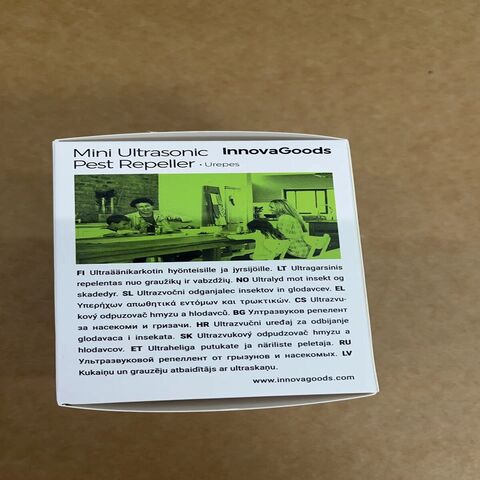 Mini Ultrasonic InnovaGoods
Pest Repeller • Urepes
FI Ultraäänikarkotin hyönteisille ja jyrsijöille. LT Ultragarsinis
repelentas nuo graužikų ir vabzdžių. NO Ultralyd mot insekt og
skadedyr. SL Ultrazvočni odganjalec insektov in glodavcev. EL
Υπερήχων απωθητικά εντόμων και τρωκτικών. CS Ultrazvu-
kový odpuzovač hmyzu a hlodavců. BG Ултразвуков репелент
за насекоми и гризачи. HR Ultrazvučni uređaj za odbijanje
glodavaca i insekata. SK Ultrazvukový odpudzovač hmyzu a
hlodavcov. ET Ultraheliga putukate ja näriliste peletaja. RU
Ультразвуковой репеллент от грызунов и насекомых. LV
Kukaiņu un grauzēju atbaidītājs ar ultraskaņu.
www.innovagoods.com